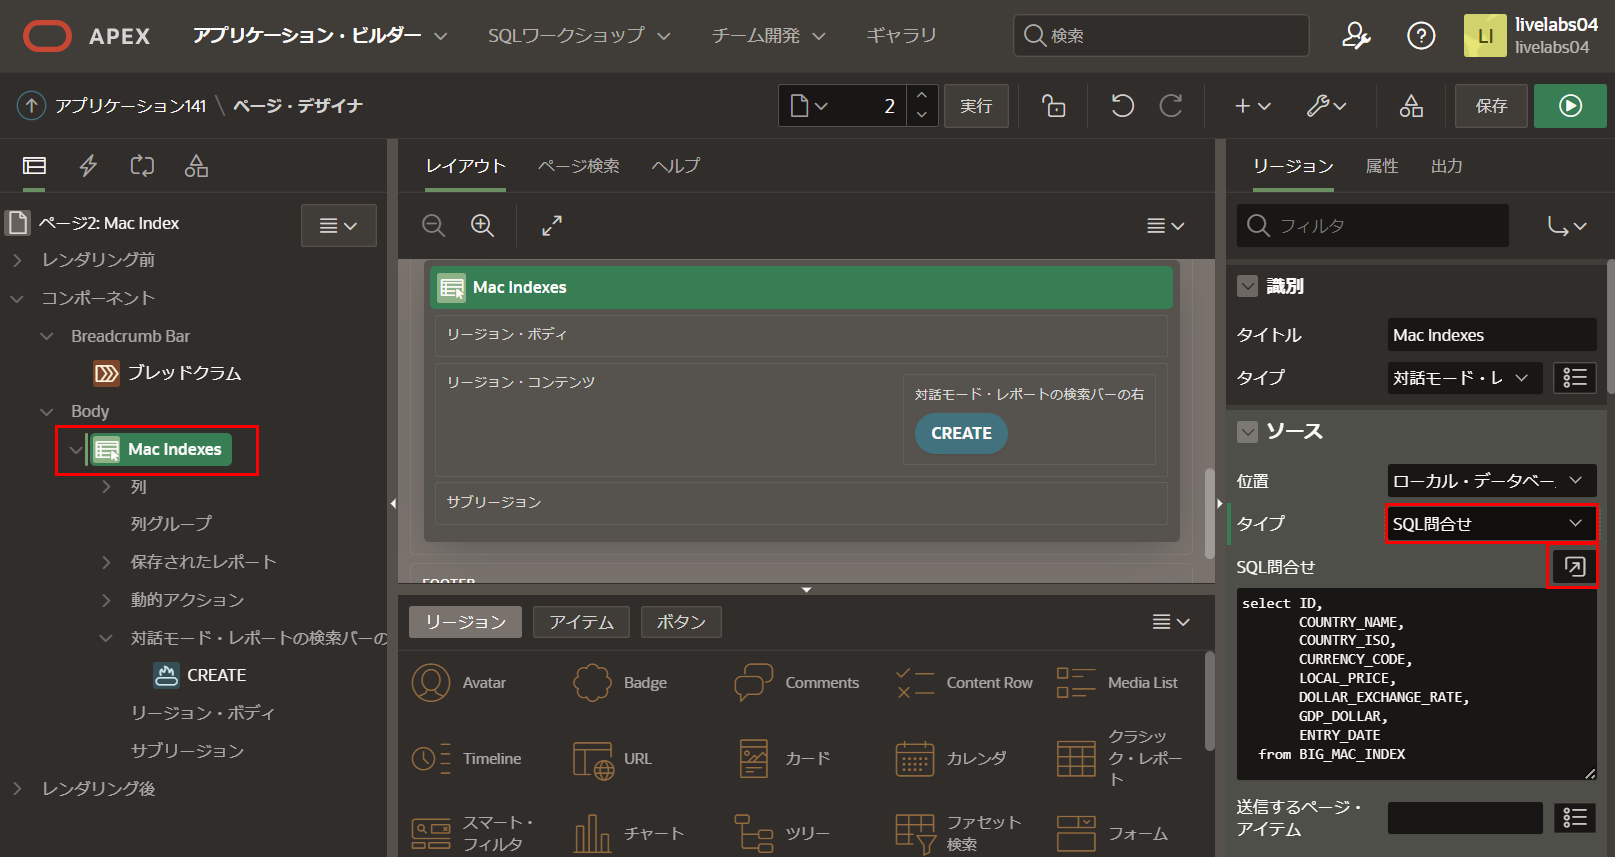 APEX アプリケーション・ビルダー SQLワークショップ チーム開発 ギャラリ 検索 LI livelabs04
livelabs04
アプリケーション141 \ ページ・デザイナ 2 実行 保存
ページ2: Mac Index
レンダリング前
コンポーネント
Breadcrumb Bar
ブレッドクラム
Body
Mac Indexes
列
列グループ
保存されたレポート
動的アクション
対話モード・レポートの検索バーの
CREATE
リージョン・ボディ
サブリージョン
レンダリング後
レイアウト ページ検索 ヘルプ
Mac Indexes
リージョン・ボディ
リージョン・コンテンツ
対話モード・レポートの検索バーの右
CREATE
サブリージョン
FOOTER
リージョン アイテム ボタン
Avatar Badge Comments Content Row Media List
Timeline URL カード カレンダ クラシッ
ク・レポー
ト
スマート・
フィルタ チャート ツリー ファセット
検索 フォーム
リージョン 属性 出力
フィルタ
識別
タイトル Mac Indexes
タイプ 対話モード・レ
ソース
位置 ローカル・データベー.
タイプ SQL問合せ
SQL問合せ
select ID,
COUNTRY_NAME,
COUNTRY_ISO,
CURRENCY_CODE,
LOCAL_PRICE,
DOLLAR_EXCHANGE_RATE,
GDP_DOLLAR,
ENTRY_DATE
from BIG_MAC_INDEX
送信するページ・
アイテム